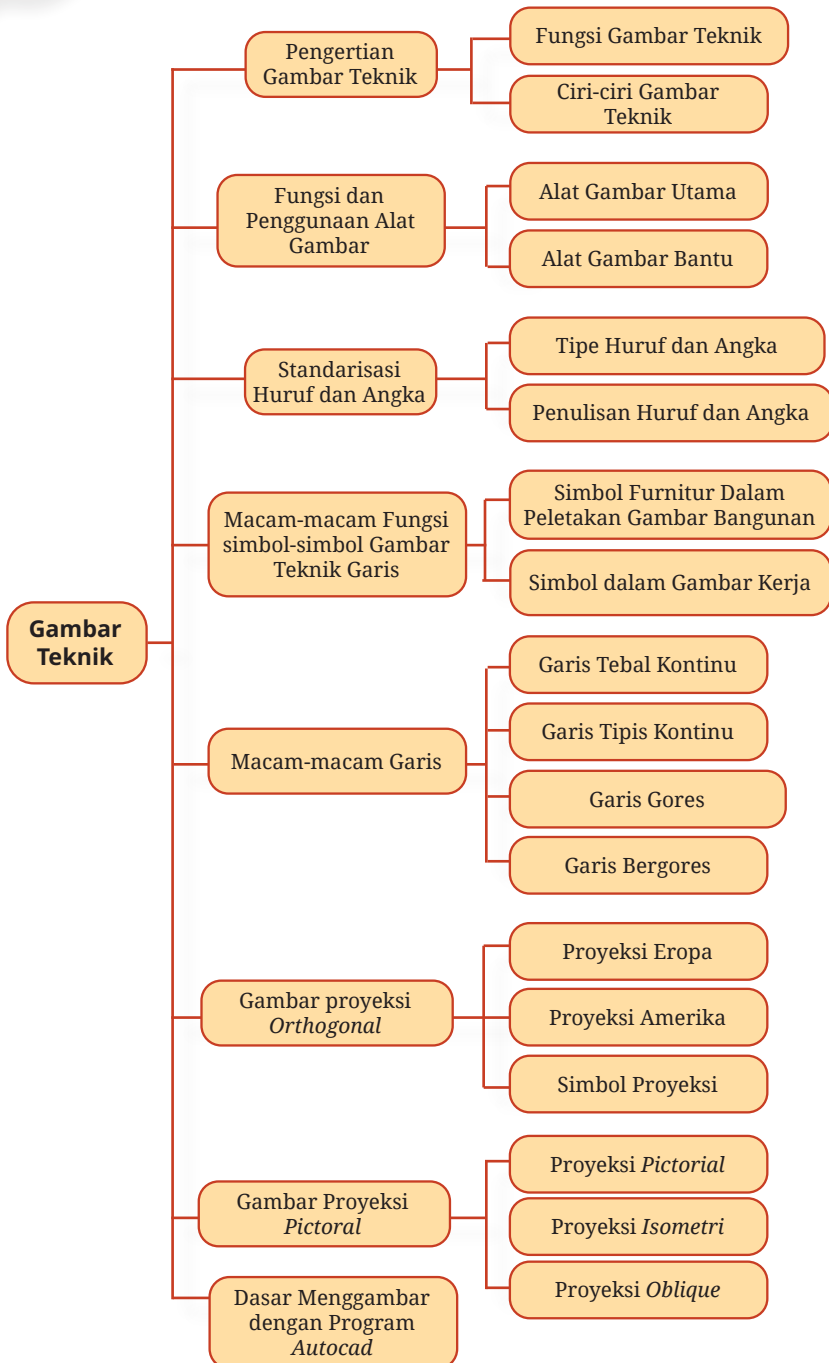 Gambar
Teknik
Pengertian
Gambar Teknik
Fungsi Gambar Teknik
Ciri-ciri Gambar
Teknik
Fungsi dan
Penggunaan Alat
Gambar
Alat Gambar Utama
Alat Gambar Bantu
Standarisasi
Huruf dan Angka
Tipe Huruf dan Angka
Penulisan Huruf dan Angka
Macam-macam Fungsi
simbol-simbol Gambar
Teknik Garis
Simbol Furnitur Dalam
Peletakan Gambar Bangunan
Simbol dalam Gambar Kerja
Macam-macam Garis
Garis Tebal Kontinu
Garis Tipis Kontinu
Garis Gores
Garis Bergores
Gambar proyeksi
Orthogonal
Proyeksi Eropa
Proyeksi Amerika
Simbol Proyeksi
Gambar Proyeksi
Pictoral
Proyeksi Pictorial
Proyeksi Isometri
Proyeksi Oblique
Dasar Menggambar
dengan Program
Autocad